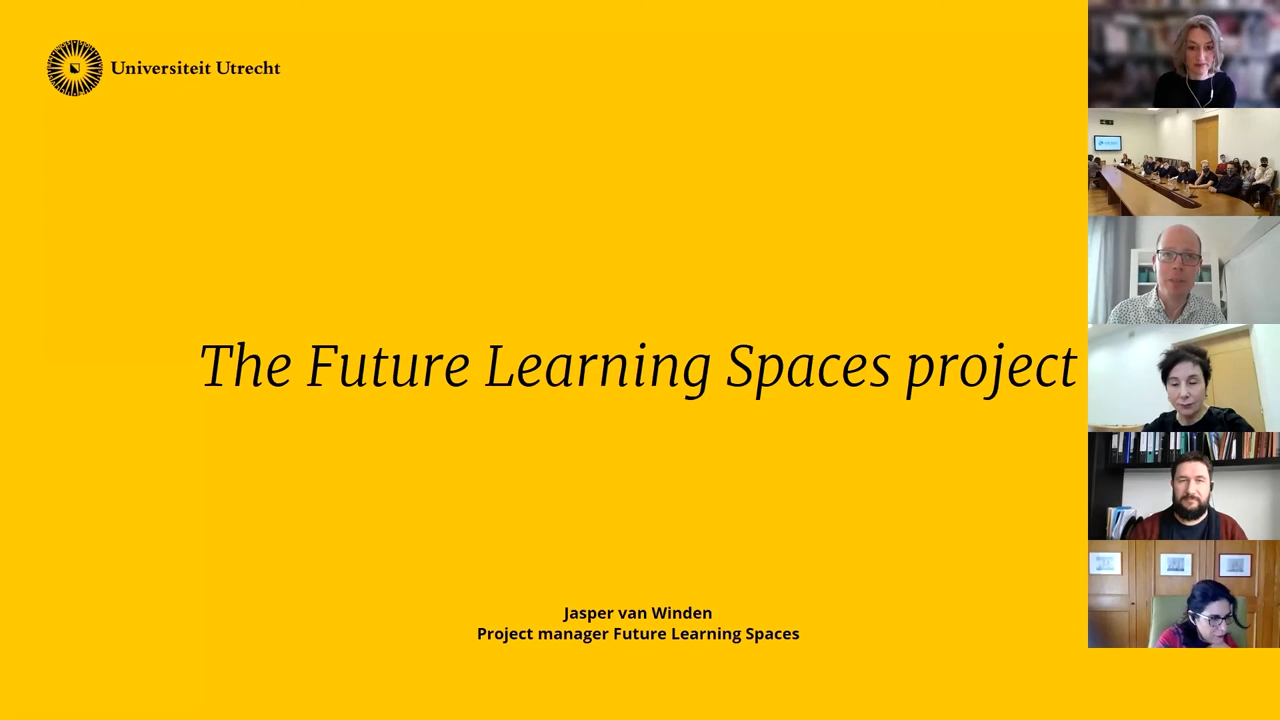 Universiteit Utrecht
The Future Learning Spaces project
Jasper van Winden
Project manager Future Learning Spaces